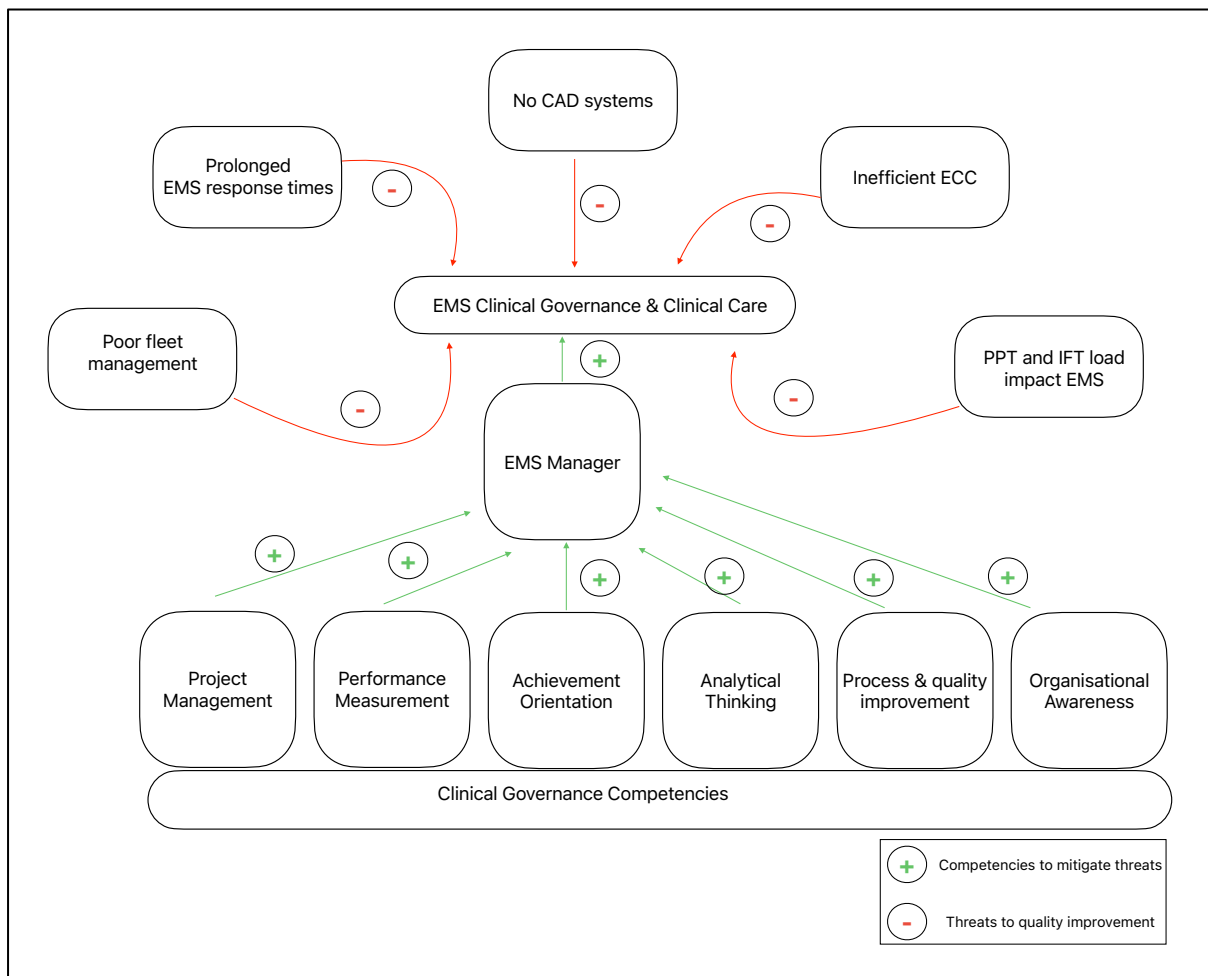 No CAD systems
Prolonged
EMS response times
Inefficient ECC
-
-
-
EMS Clinical Governance & Clinical Care
Poor fleet
management
PPT and IFT load
impact EMS
+
-
-
EMS Manager
+
+
+
+
+
+
Project
Management
Performance
Measurement
Achievement
Orientation
Analytical
Thinking
Process & quality
improvement
Organisational
Awareness
Clinical Governance Competencies
+ Competencies to mitigate threats
- Threats to quality improvement